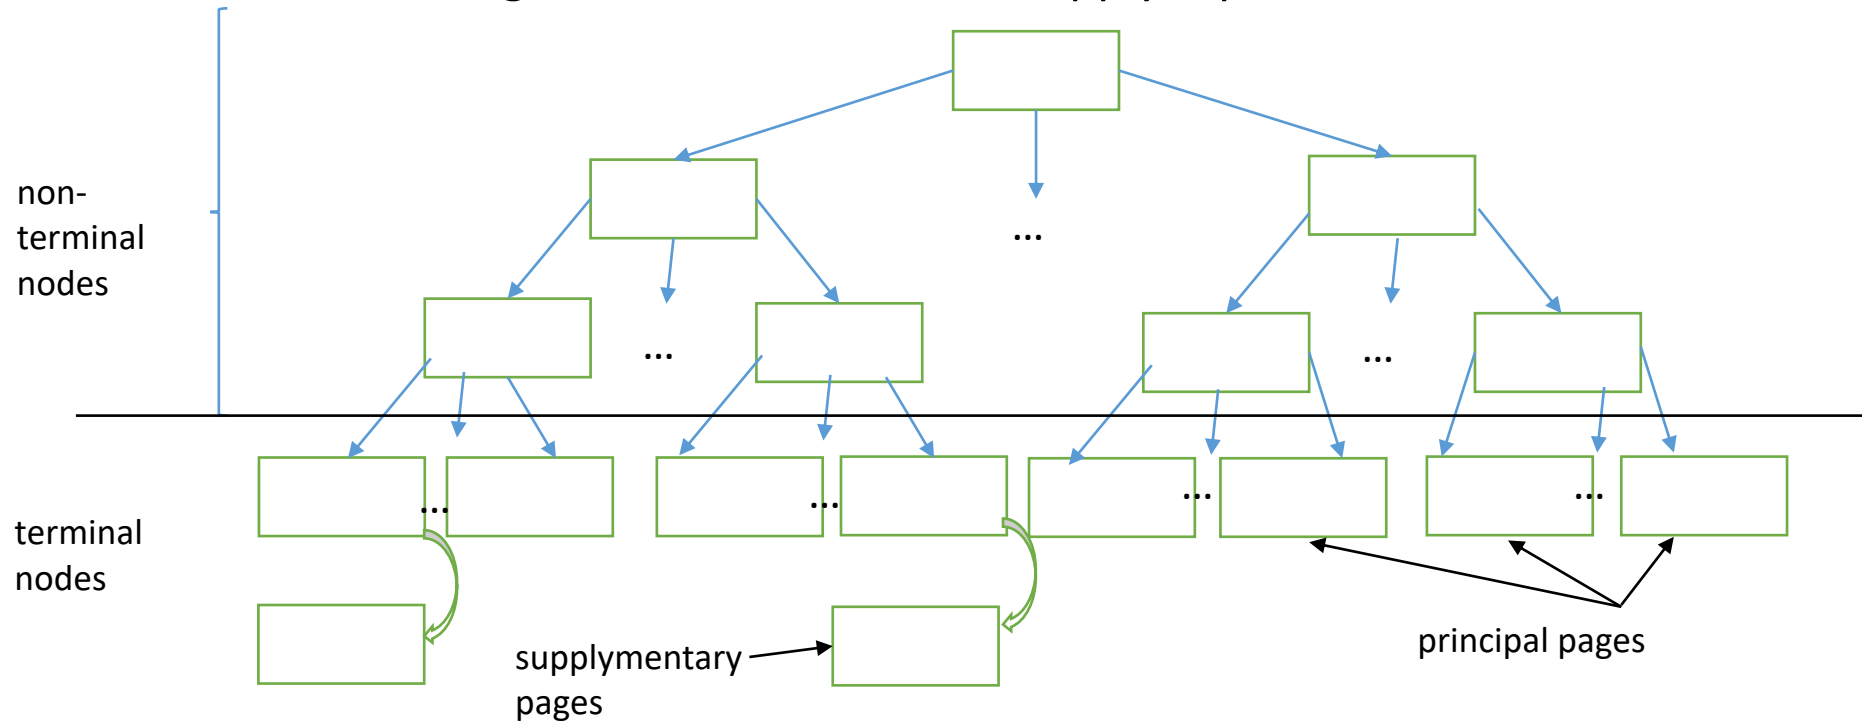 non-
terminal
nodes
...
...
...
...
...
...
...
terminal
nodes
supplymentary
pages
principal pages